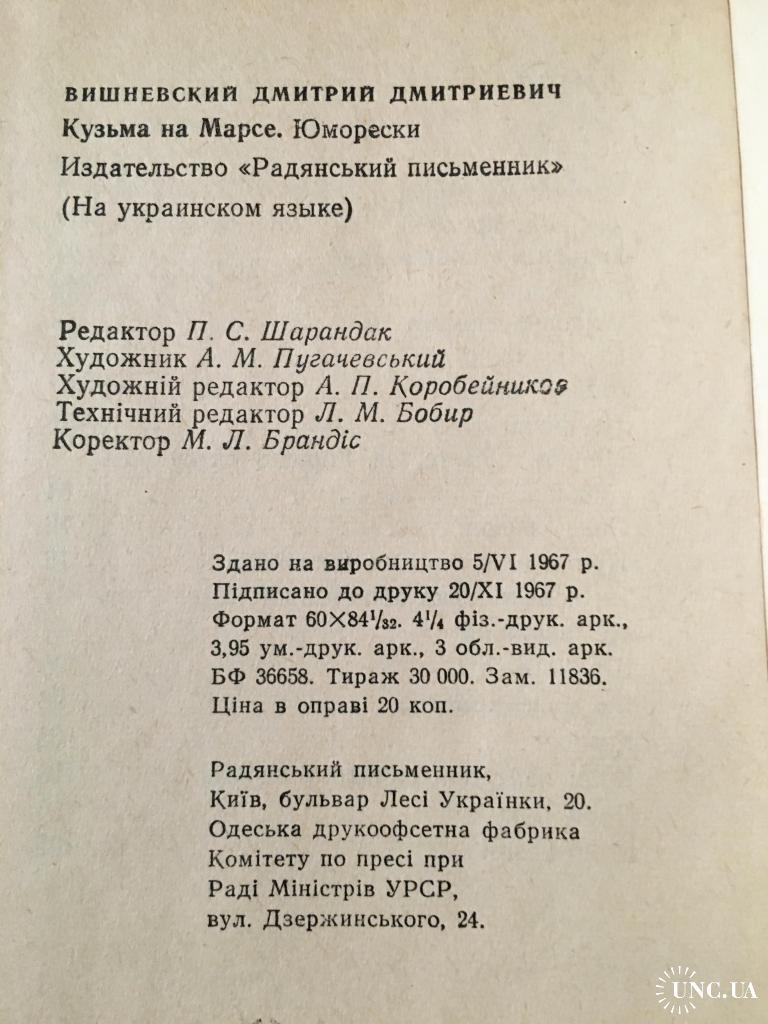 ВИШНЕВСКИЙ ДМИТРИЙ ДМИТРИЕВИЧ
Кузьма на Марсе. Юморески
Издательство «Радянський письменник»
(На украинском языке)
Редактор П. С. Шарандак
Художник А. М. Пугачевський
Художній редактор А. П. Коробейников
Технічний редактор Л. М. Бобир
Коректор М. Л. Брандіс
Здано на виробництво 5/VI 1967 р.
Підписано до друку 20/XI 1967 р.
Формат 60X84¹/₃₂. 4¹/₄ фіз.-друк. арк.,
3,95 ум.-друк. арк., 3 обл.-вид. арк.
БФ 36658. Тираж 30 000. Зам. 11836.
Ціна в оправі 20 коп.
Радянський письменник,
Київ, бульвар Лесі Українки, 20.
Одеська друкоофсетна фабрика
Комітету по пресі при
Раді Міністрів УРСР,
вул. Дзержинського, 24.
UNC.UA